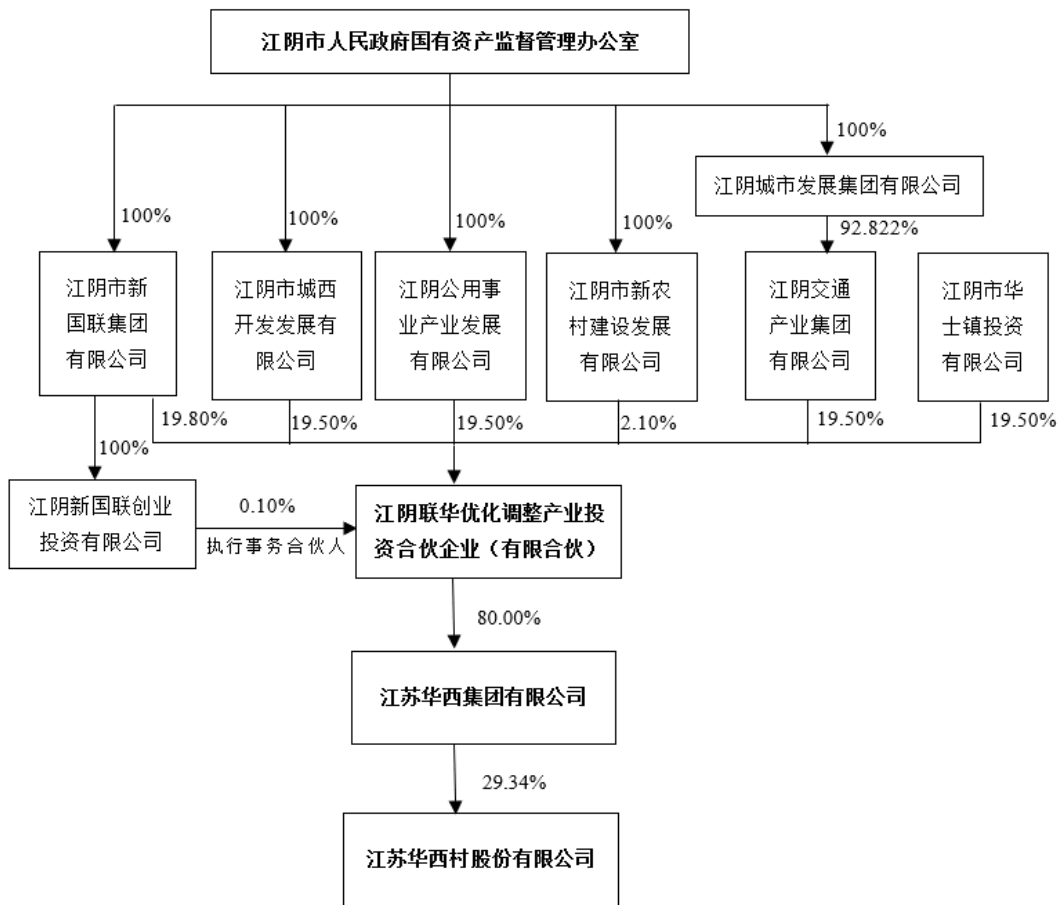 江阴市人民政府国有资产监督管理办公室
100%
江阴城市发展集团有限公司
100%
100%
100%
100%
92.822%
江阴市新
国联集团
有限公司
江阴市城西
开发发展有
限公司
江阴公用事
业产业发展
有限公司
江阴市新农
村建设发展
有限公司
江阴交通
产业集团
有限公司
江阴市华
士镇投资
有限公司
19.80%
19.50%
19.50%
2.10%
19.50%
19.50%
100%
江阴新国联创业
投资有限公司
0.10%
执行事务合伙人
江阴联华优化调整产业投
资合伙企业（有限合伙）
80.00%
江苏华西集团有限公司
29.34%
江苏华西村股份有限公司